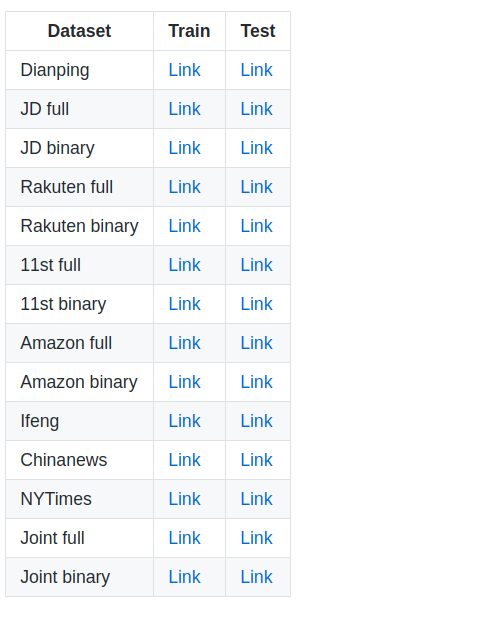 Dataset Train Test
Dianping Link Link
JD full Link Link
JD binary Link Link
Rakuten full Link Link
Rakuten binary Link Link
11st full Link Link
11st binary Link Link
Amazon full Link Link
Amazon binary Link Link
Ifeng Link Link
Chinanews Link Link
NYTimes Link Link
Joint full Link Link
Joint binary Link Link